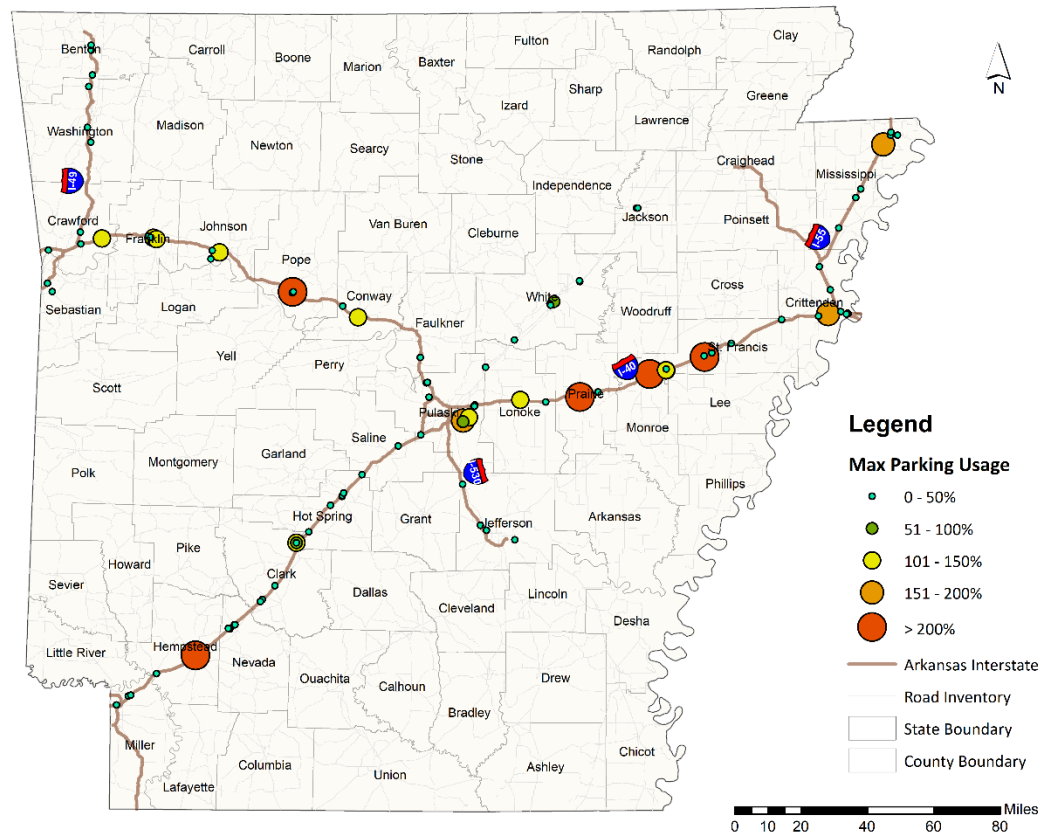 Benton
Carroll
Boone
Marion
Baxter
Fulton
Randolph
Clay
Izard
Sharp
Greene
Washington
Madison
Newton
Searcy
Stone
Lawrence
Independence
Craighead
Mississippi
I-49
Crawford
Franklin
Johnson
Van Buren
Cleburne
Jackson
Poinsett
I-55
Pope
Sebastian
Logan
Conway
White
Woodruff
Cross
Crittenden
Faulkner
Yell
Perry
I-40
St. Francis
Scott
Prairie
Lee
Pulaski
Lonoke
Monroe
Saline
Polk
Montgomery
Garland
I-530
Phillips
Hot Spring
Grant
Jefferson
Arkansas
Pike
Howard
Clark
Sevier
Dallas
Cleveland
Lincoln
Desha
Little River
Hempstead
Nevada
Ouachita
Calhoun
Drew
Bradley
Miller
Chicot
Columbia
Union
Ashley
Lafayette
N
Legend
Max Parking Usage
0 - 50%
51 - 100%
101 - 150%
151 - 200%
> 200%
Arkansas Interstate
Road Inventory
State Boundary
County Boundary
Miles
0 10 20 40 60 80